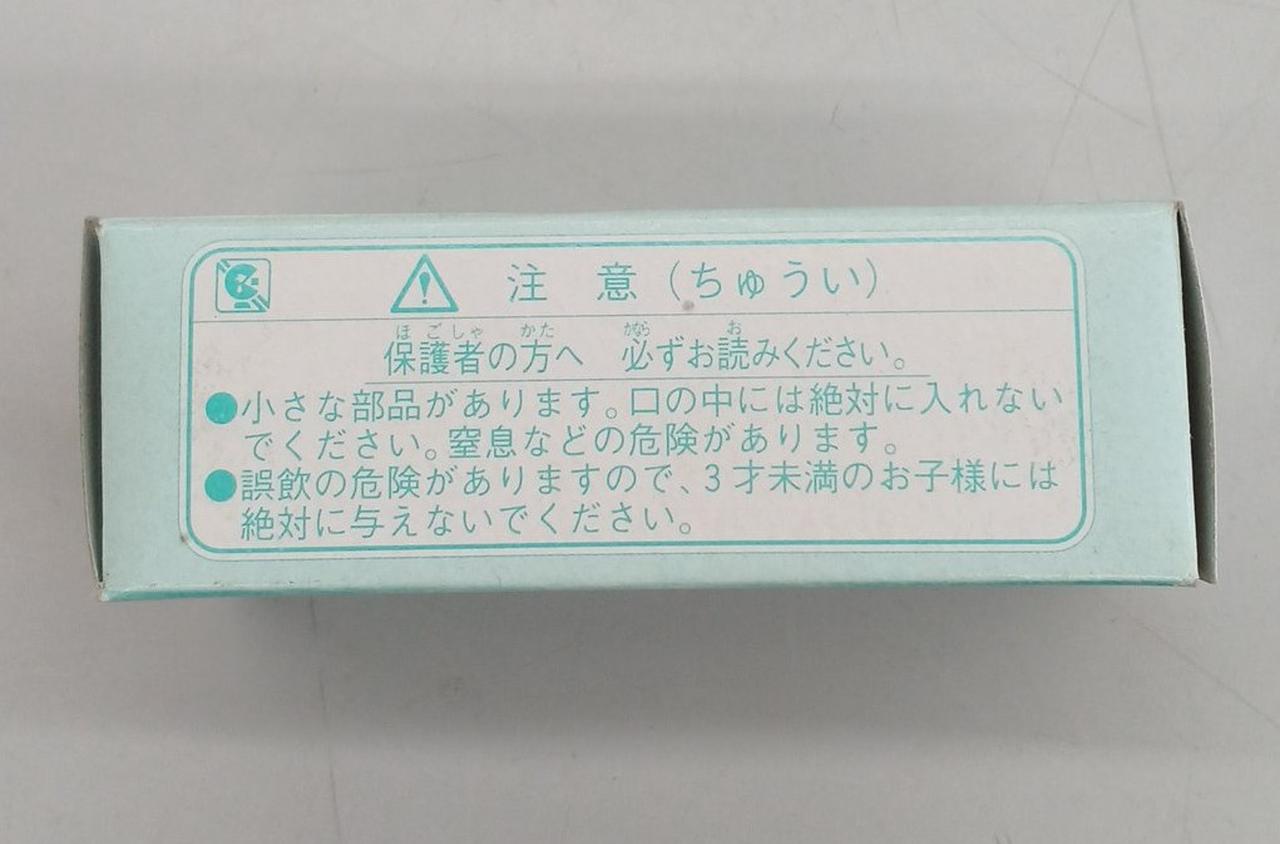 注 意（ちゅうい）
ほごしゃ かた かなら お
保護者の方へ 必ずお読みください。
●小さな部品があります。口の中には絶対に入れない
でください。窒息などの危険があります。
●誤飲の危険がありますので、3才未満のお子様には
絶対に与えないでください。